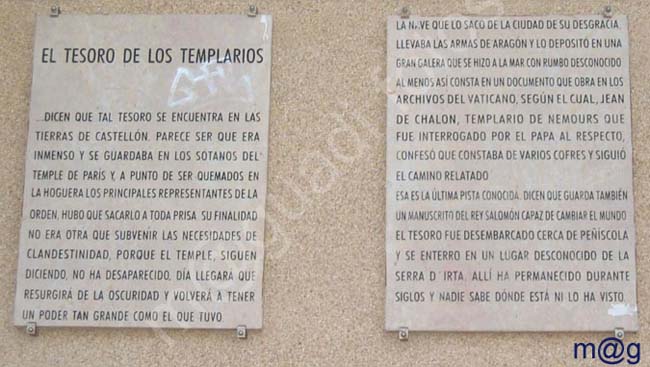 EL TESORO DE LOS TEMPLARIOS
...DICEN QUE TAL TESORO SE ENCUENTRA EN LAS
TIERRAS DE CASTELLÓN. PARECE SER QUE ERA
INMENSO Y SE GUARDABA EN LOS SOTANOS DEL
TEMPLE DE PARÍS Y, A PUNTO DE SER QUEMADOS EN
LA HOGUERA LOS PRINCIPALES REPRESENTANTES DE LA
ORDEN, HUBO QUE SACARLO A TODA PRISA. SU FINALIDAD
NO ERA OTRA QUE SUBVENIR LAS NECESIDADES DE
CLANDESTINIDAD, PORQUE EL TEMPLE, SIGUEN
DICIENDO, NO HA DESAPARECIDO, DÍA LLEGARÁ QUE
RESURGIRÁ DE LA OSCURIDAD Y VOLVERÁ A TENER
UN PODER TAN GRANDE COMO EL QUE TUVO.
LA NAVE QUE LO SACÓ DE LA CIUDAD DE SU DESGRACIA,
LLEVABA LAS ARMAS DE ARAGÓN Y LO DEPOSITÓ EN UNA
GRAN GALERA QUE SE HIZO A LA MAR CON RUMBO DESCONOCIDO.
AL MENOS ASÍ CONSTA EN UN DOCUMENTO QUE OBRA EN LOS
ARCHIVOS DEL VATICANO, SEGÚN EL CUAL, JEAN
DE CHALON, TEMPLARIO DE NEMOURS QUE
FUE INTERROGADO POR EL PAPA AL RESPECTO,
CONFESÓ QUE CONSTABA DE VARIOS COFRES Y SIGUIÓ
EL CAMINO RELATADO
ESA ES LA ÚLTIMA PISTA CONOCIDA. DICEN QUE GUARDA TAMBIÉN
UN MANUSCRITO DEL REY SALOMÓN CAPAZ DE CAMBIAR EL MUNDO
EL TESORO FUE DESEMBARCADO CERCA DE PEÑISCOLA
Y SE ENTERRO EN UN LUGAR DESCONOCIDO DE LA
SERRA D´IRTA, ALLÍ HA PERMANECIDO DURANTE
SIGLOS Y NADIE SABE DÓNDE ESTÁ NI LO HA VISTO.
m@g